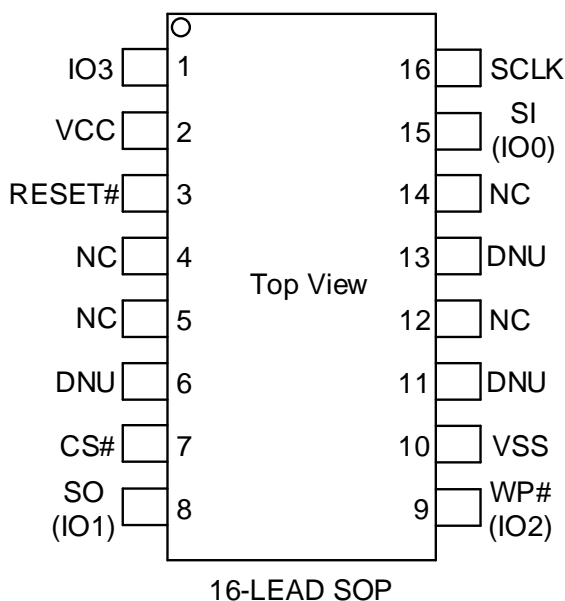 IO3 1 16 SCLK
VCC 2 15 SI
(IO0)
RESET# 3 14 NC
NC 4 13 DNU
Top View
NC 5 12 NC
DNU 6 11 DNU
CS# 7 10 VSS
SO 8 9 WP#
(IO1) (IO2)
16-LEAD SOP